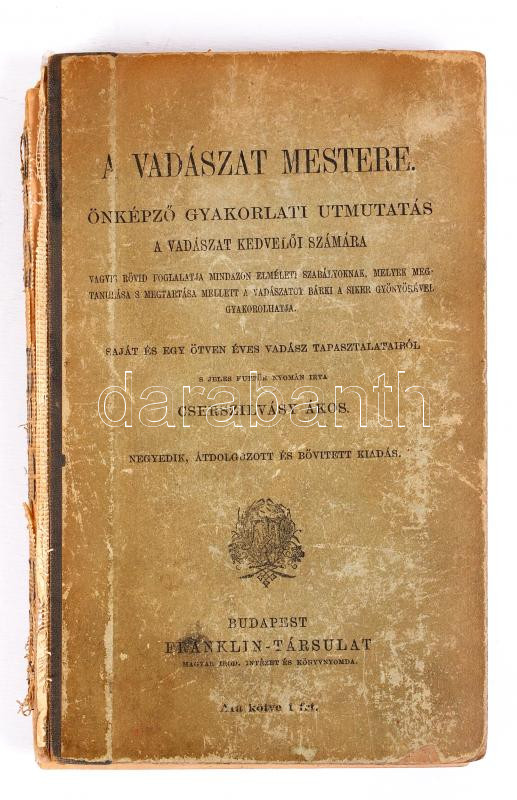 A VADÁSZAT MESTERE.
ÖNKÉPZŐ GYAKORLATI UTMUTATÁS
A VADÁSZAT KEDVELŐI SZÁMÁRA
VAGYIS RÖVID FOGLALATJA MINDAZON ELMÉLETI SZABÁLYOKNAK, MELYEK MEG-
TANULÁSA S MEGTARTÁSA MELLETT A VADÁSZATOT BÁRKI A SIKER GYÖNYÖRÉVEL
GYAKOROLHATJA.
SAJÁT ÉS EGY ÖTVEN ÉVES VADÁSZ TAPASZTALATAIRÓL
S JELES KUTFŐK NYOMÁN IRTA
CSERSZILVÁSY ÁKOS.
darabanth
NEGYEDIK, ÁTDOLGOZOTT ÉS BŐVITETT KIADÁS.
BUDAPEST
FRANKLIN-TÁRSULAT
MAGYAR IROD. INTÉZET ÉS KÖNYVNYOMDA.
Ára kötve 1 frt.